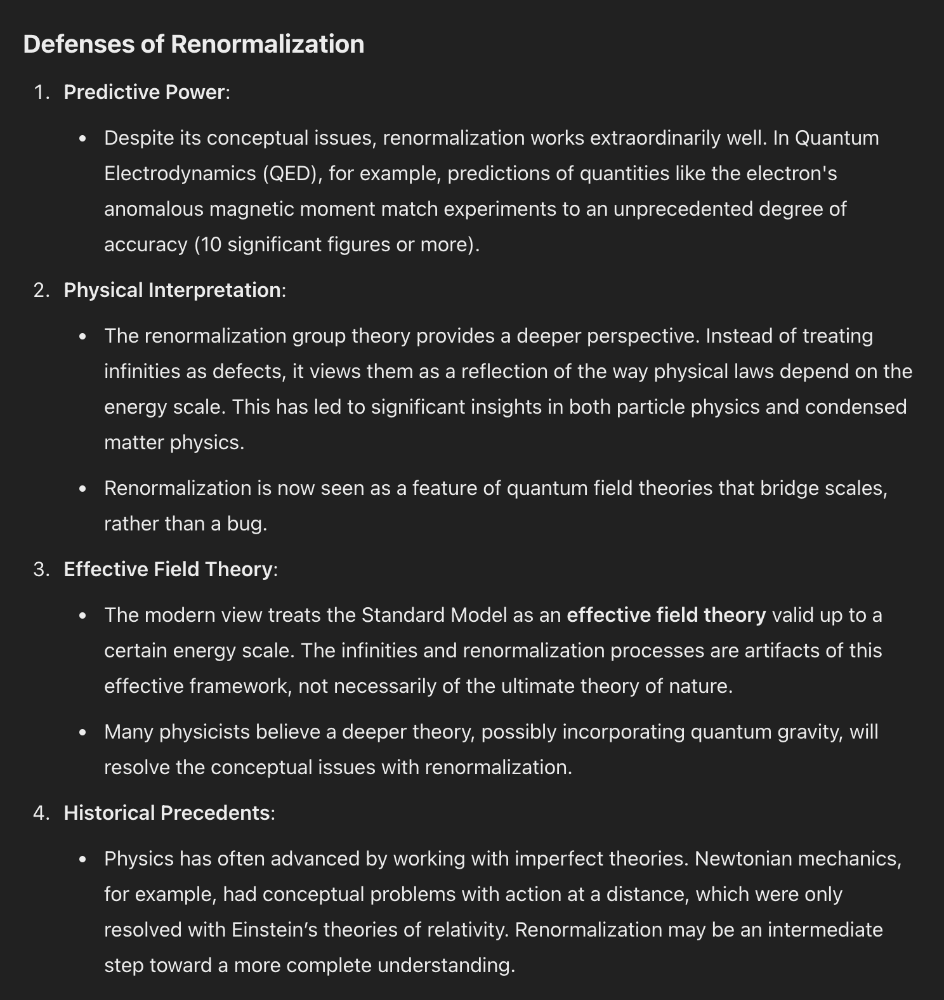 Defenses of Renormalization
1. Predictive Power:
• Despite its conceptual issues, renormalization works extraordinarily well. In Quantum
Electrodynamics (QED), for example, predictions of quantities like the electron's
anomalous magnetic moment match experiments to an unprecedented degree of
accuracy (10 significant figures or more).
2. Physical Interpretation:
• The renormalization group theory provides a deeper perspective. Instead of treating
infinities as defects, it views them as a reflection of the way physical laws depend on the
energy scale. This has led to significant insights in both particle physics and condensed
matter physics.
• Renormalization is now seen as a feature of quantum field theories that bridge scales,
rather than a bug.
3. Effective Field Theory:
• The modern view treats the Standard Model as an effective field theory valid up to a
certain energy scale. The infinities and renormalization processes are artifacts of this
effective framework, not necessarily of the ultimate theory of nature.
• Many physicists believe a deeper theory, possibly incorporating quantum gravity, will
resolve the conceptual issues with renormalization.
4. Historical Precedents:
• Physics has often advanced by working with imperfect theories. Newtonian mechanics,
for example, had conceptual problems with action at a distance, which were only
resolved with Einstein’s theories of relativity. Renormalization may be an intermediate
step toward a more complete understanding.